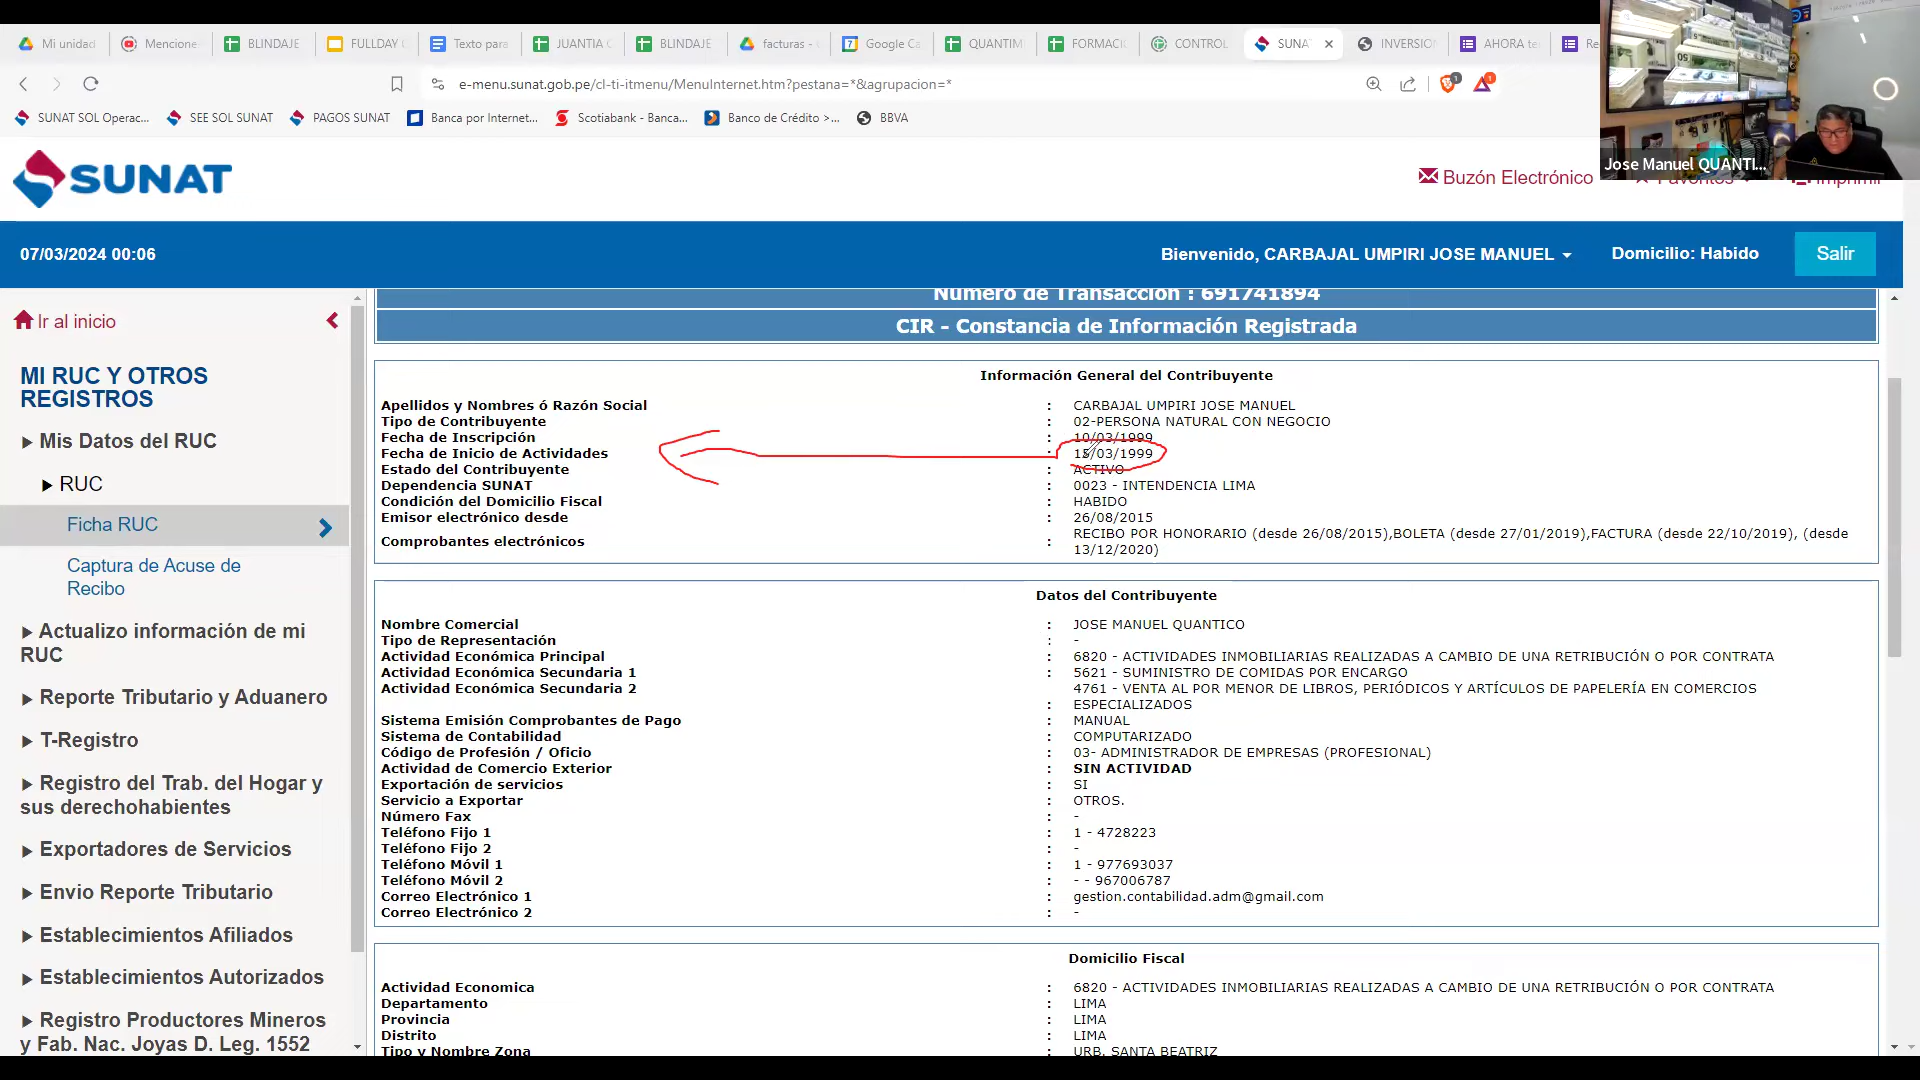 Mi unidad
Mencione
BLINDAJE
FULLDAY
Texto para
JUANTIA
BLINDAJE
facturas -
Google Ca
QUANTIM
FORMACI
CONTROL
SUNA
INVERSION
AHORA te
Re
e-menu.sunat.gob.pe/cl-ti-itmenu/MenuInternet.htm?pestana=*&agrupacion=*
SUNAT SOL Operac...
SEE SOL SUNAT
PAGOS SUNAT
Banca por Internet...
Scotiabank - Banca...
Banco de Crédito >...
BBVA
Jose Manuel QUANTI...
SUNAT
Buzón Electrónico
Favoritos
Imprimir
07/03/2024 00:06
Bienvenido, CARBAJAL UMPIRI JOSE MANUEL
Domicilio: Habido
Salir
Ir al inicio
MI RUC Y OTROS
REGISTROS
Mis Datos del RUC
RUC
Ficha RUC
Captura de Acuse de
Recibo
Actualizo información de mi
RUC
Reporte Tributario y Aduanero
T-Registro
Registro del Trab. del Hogar y
sus derechohabientes
Exportadores de Servicios
Envio Reporte Tributario
Establecimientos Afiliados
Establecimientos Autorizados
Registro Productores Mineros
y Fab. Nac. Joyas D. Leg. 1552
Número de Transacción : 691741894
CIR - Constancia de Información Registrada
Información General del Contribuyente
Apellidos y Nombres ó Razón Social : CARBAJAL UMPIRI JOSE MANUEL
Tipo de Contribuyente : 02-PERSONA NATURAL CON NEGOCIO
Fecha de Inscripción : 10/03/1999
Fecha de Inicio de Actividades : 15/03/1999
Estado del Contribuyente : ACTIVO
Dependencia SUNAT : 0023 - INTENDENCIA LIMA
Condición del Domicilio Fiscal : HABIDO
Emisor electrónico desde : 26/08/2015
Comprobantes electrónicos : RECIBO POR HONORARIO (desde 26/08/2015),BOLETA (desde 27/01/2019),FACTURA (desde 22/10/2019), (desde
13/12/2020)
Datos del Contribuyente
Nombre Comercial : JOSE MANUEL QUANTICO
Tipo de Representación : -
Actividad Económica Principal : 6820 - ACTIVIDADES INMOBILIARIAS REALIZADAS A CAMBIO DE UNA RETRIBUCIÓN O POR CONTRATA
Actividad Económica Secundaria 1 : 5621 - SUMINISTRO DE COMIDAS POR ENCARGO
Actividad Económica Secundaria 2 4761 - VENTA AL POR MENOR DE LIBROS, PERIÓDICOS Y ARTÍCULOS DE PAPELERÍA EN COMERCIOS
: ESPECIALIZADOS
Sistema Emisión Comprobantes de Pago : MANUAL
Sistema de Contabilidad : COMPUTARIZADO
Código de Profesión / Oficio : 03- ADMINISTRADOR DE EMPRESAS (PROFESIONAL)
Actividad de Comercio Exterior : SIN ACTIVIDAD
Exportación de servicios : SI
Servicio a Exportar : OTROS.
Número Fax : -
Teléfono Fijo 1 : 1 - 4728223
Teléfono Fijo 2 : -
Teléfono Móvil 1 : 1 - 977693037
Teléfono Móvil 2 : - - 967006787
Correo Electrónico 1 : gestion.contabilidad.adm@gmail.com
Correo Electrónico 2 : -
Domicilio Fiscal
Actividad Economica : 6820 - ACTIVIDADES INMOBILIARIAS REALIZADAS A CAMBIO DE UNA RETRIBUCIÓN O POR CONTRATA
Departamento : LIMA
Provincia : LIMA
Distrito : LIMA
Tipo y Nombre Zona : URB. SANTA BEATRIZ